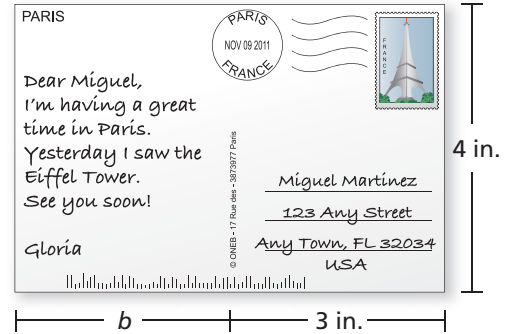 PARIS
PARIS
NOV 09 2011
FRANCE
FRANCE
Dear Miguel,
I'm having a great
time in Paris.
Yesterday I saw the
Eiffel Tower.
See you soon!
Gloria
© ONEB - 17 Rue des - 3873977 Paris
Miguel Martinez
123 Any Street
Any Town, FL 32034
USA
4 in.
b
3 in.